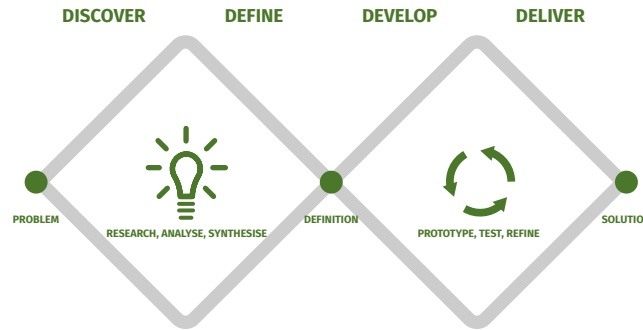 DISCOVER DEFINE DEVELOP DELIVER
PROBLEM DEFINITION SOLUTIO
RESEARCH, ANALYSE, SYNTHESISE PROTOTYPE, TEST, REFINE